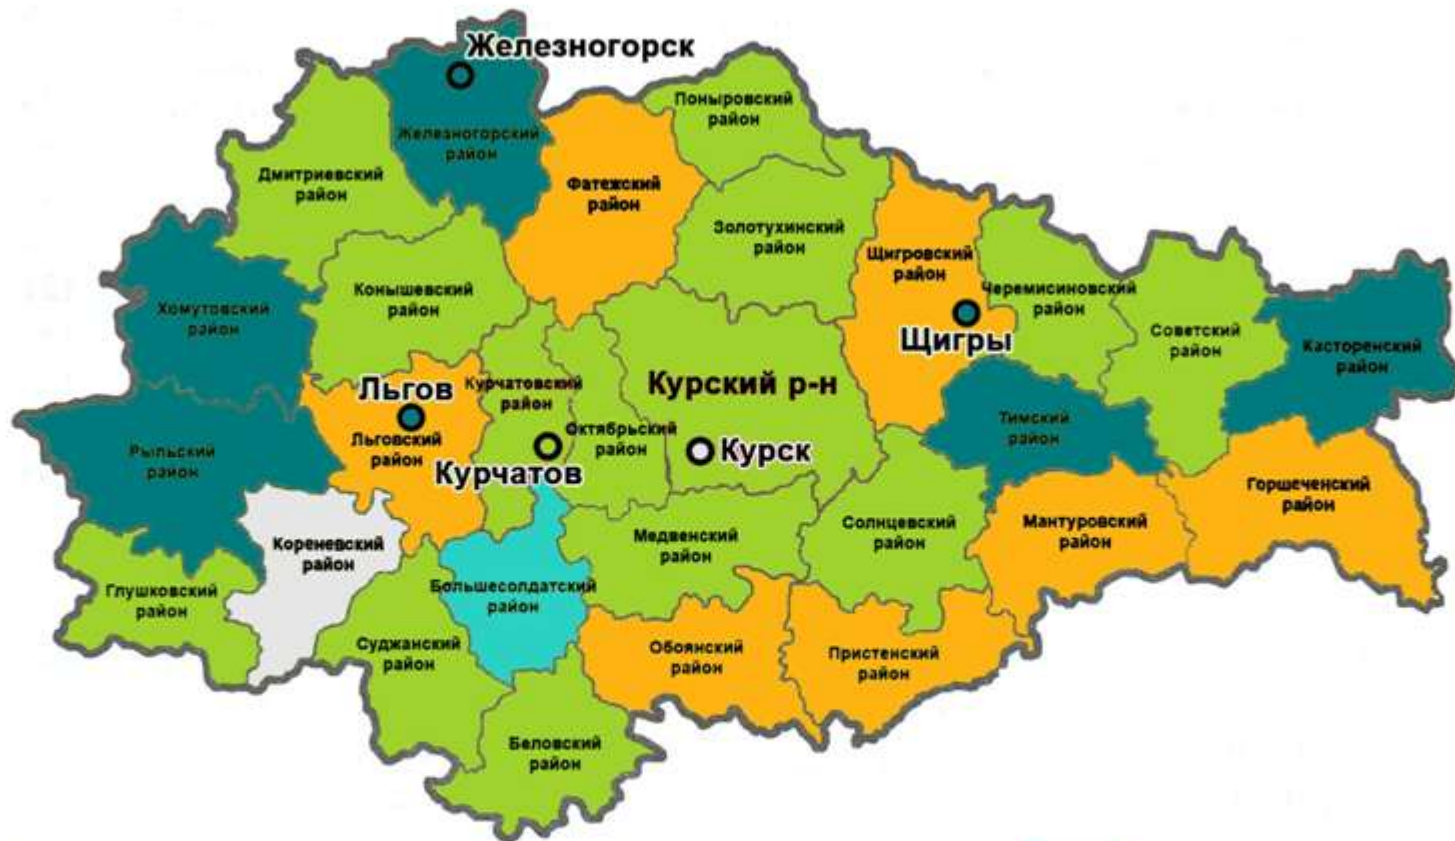 Железногорск
Железногорский
район
Поныровский
район
Дмитриевский
район
Фатежский
район
Золотухинский
район
Щигровский
район
Черемисиновский
район
Конышевский
район
Хомутовский
район
Щигры
Советский
район
Касторенский
район
Льгов
Курчатовский
район
Курский р-н
Льговский
район
Октябрьский
район
Тимский
район
Рыльский
район
Курчатов
Курск
Горшеченский
район
Кореневский
район
Медвенский
район
Солнцевский
район
Мантуровский
район
Глушковский
район
Большесолдатский
район
Суджанский
район
Обоянский
район
Пристенский
район
Беловский
район